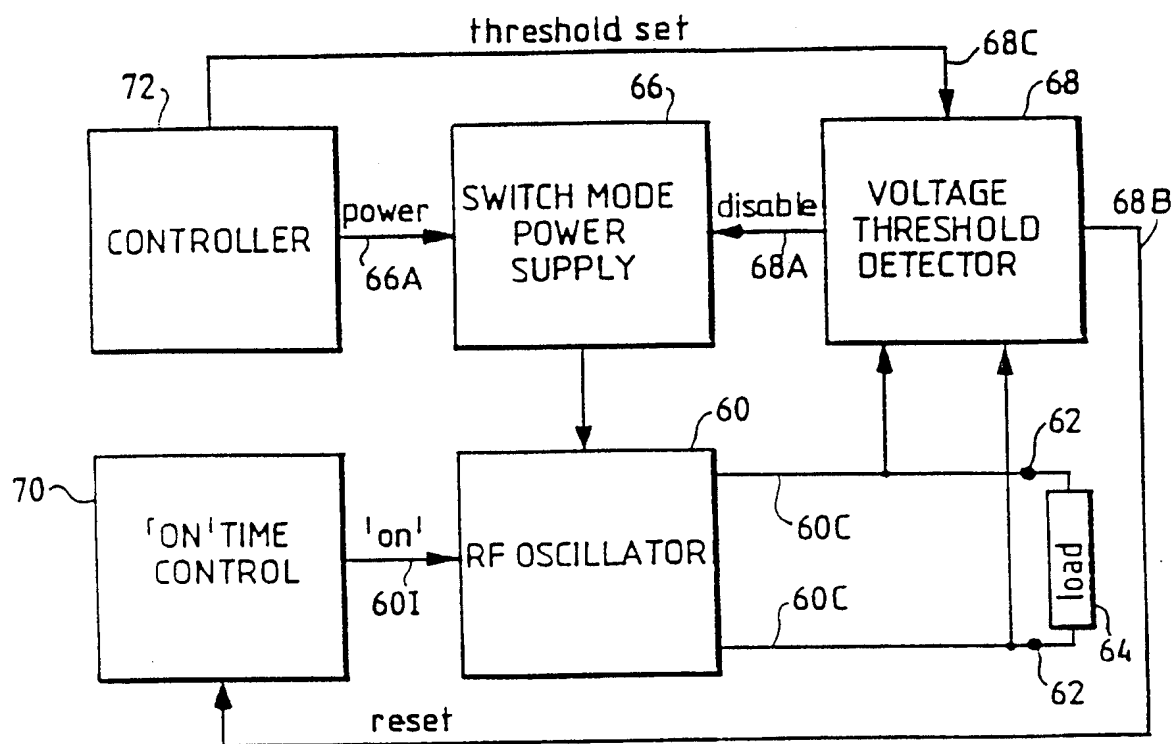 threshold set
68C
72
66
68
CONTROLLER
power
66A
SWITCH MODE
POWER
SUPPLY
disable
68A
VOLTAGE
THRESHOLD
DETECTOR
68B
60
62
70
'ON' TIME
CONTROL
'on'
60I
RF OSCILLATOR
60C
60C
load
64
62
reset